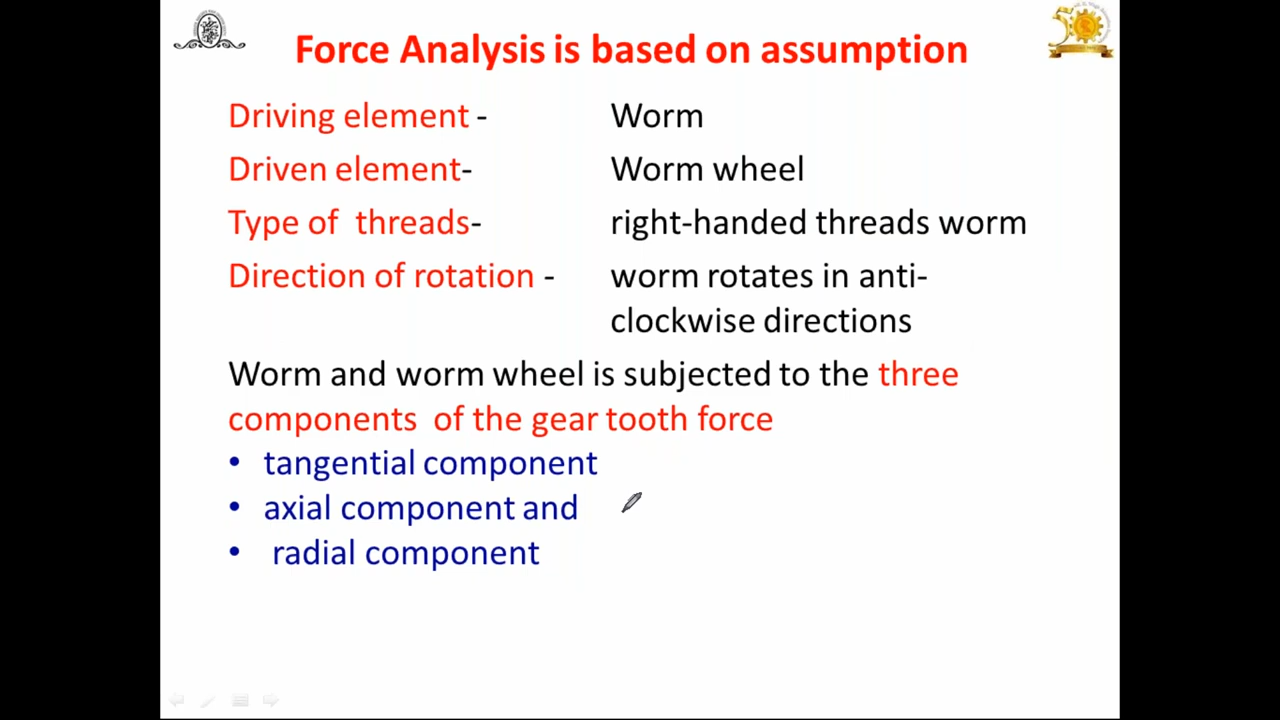 Force Analysis is based on assumption
Driving element - Worm
Driven element- Worm wheel
Type of threads- right-handed threads worm
Direction of rotation - worm rotates in anti-
clockwise directions
Worm and worm wheel is subjected to the three
components of the gear tooth force
• tangential component
• axial component and
• radial component